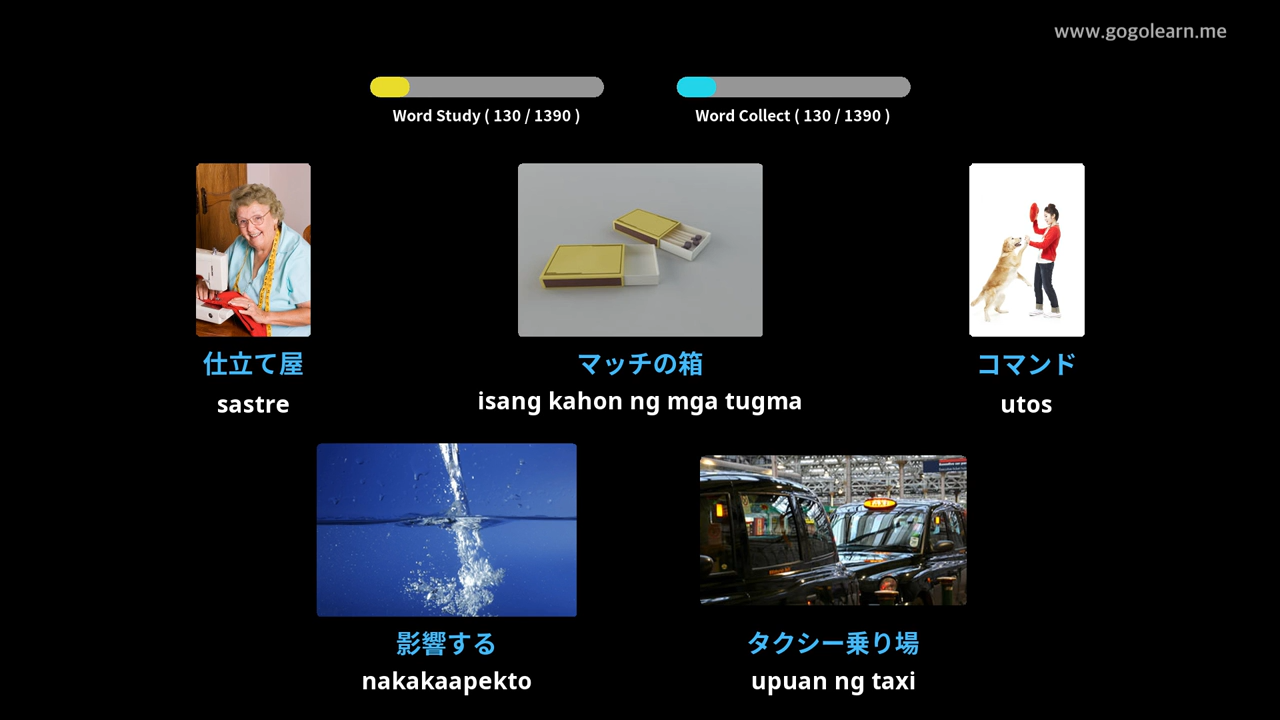 www.gogolearn.me
Word Study ( 130 / 1390 )
Word Collect ( 130 / 1390 )
仕立て屋
sastre
マッチの箱
isang kahon ng mga tugma
コマンド
utos
TAXI
影響する
nakakaapekto
タクシー乗り場
upuan ng taxi